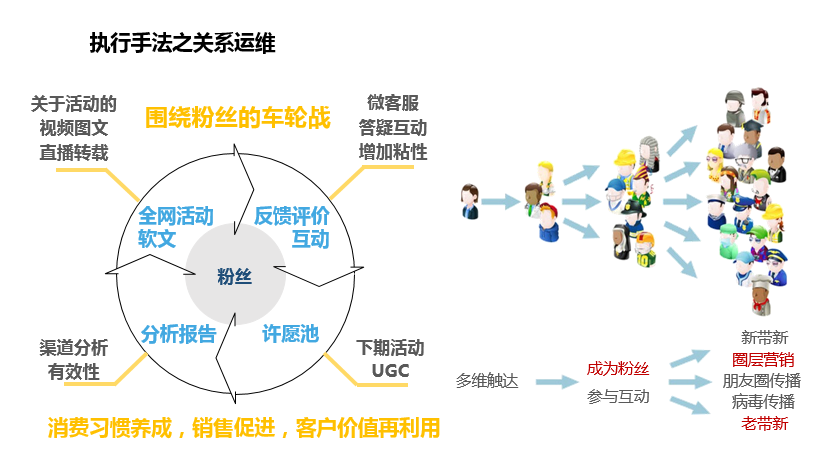 执行手法之关系运维
关于活动的
视频图文
直播转载
围绕粉丝的车轮战
微客服
答疑互动
增加粘性
全网活动
软文
反馈评价
互动
粉丝
分析报告
许愿池
渠道分析
有效性
下期活动
UGC
消费习惯养成，销售促进，客户价值再利用
多维触达
成为粉丝
参与互动
新带新
圈层营销
朋友圈传播
病毒传播
老带新